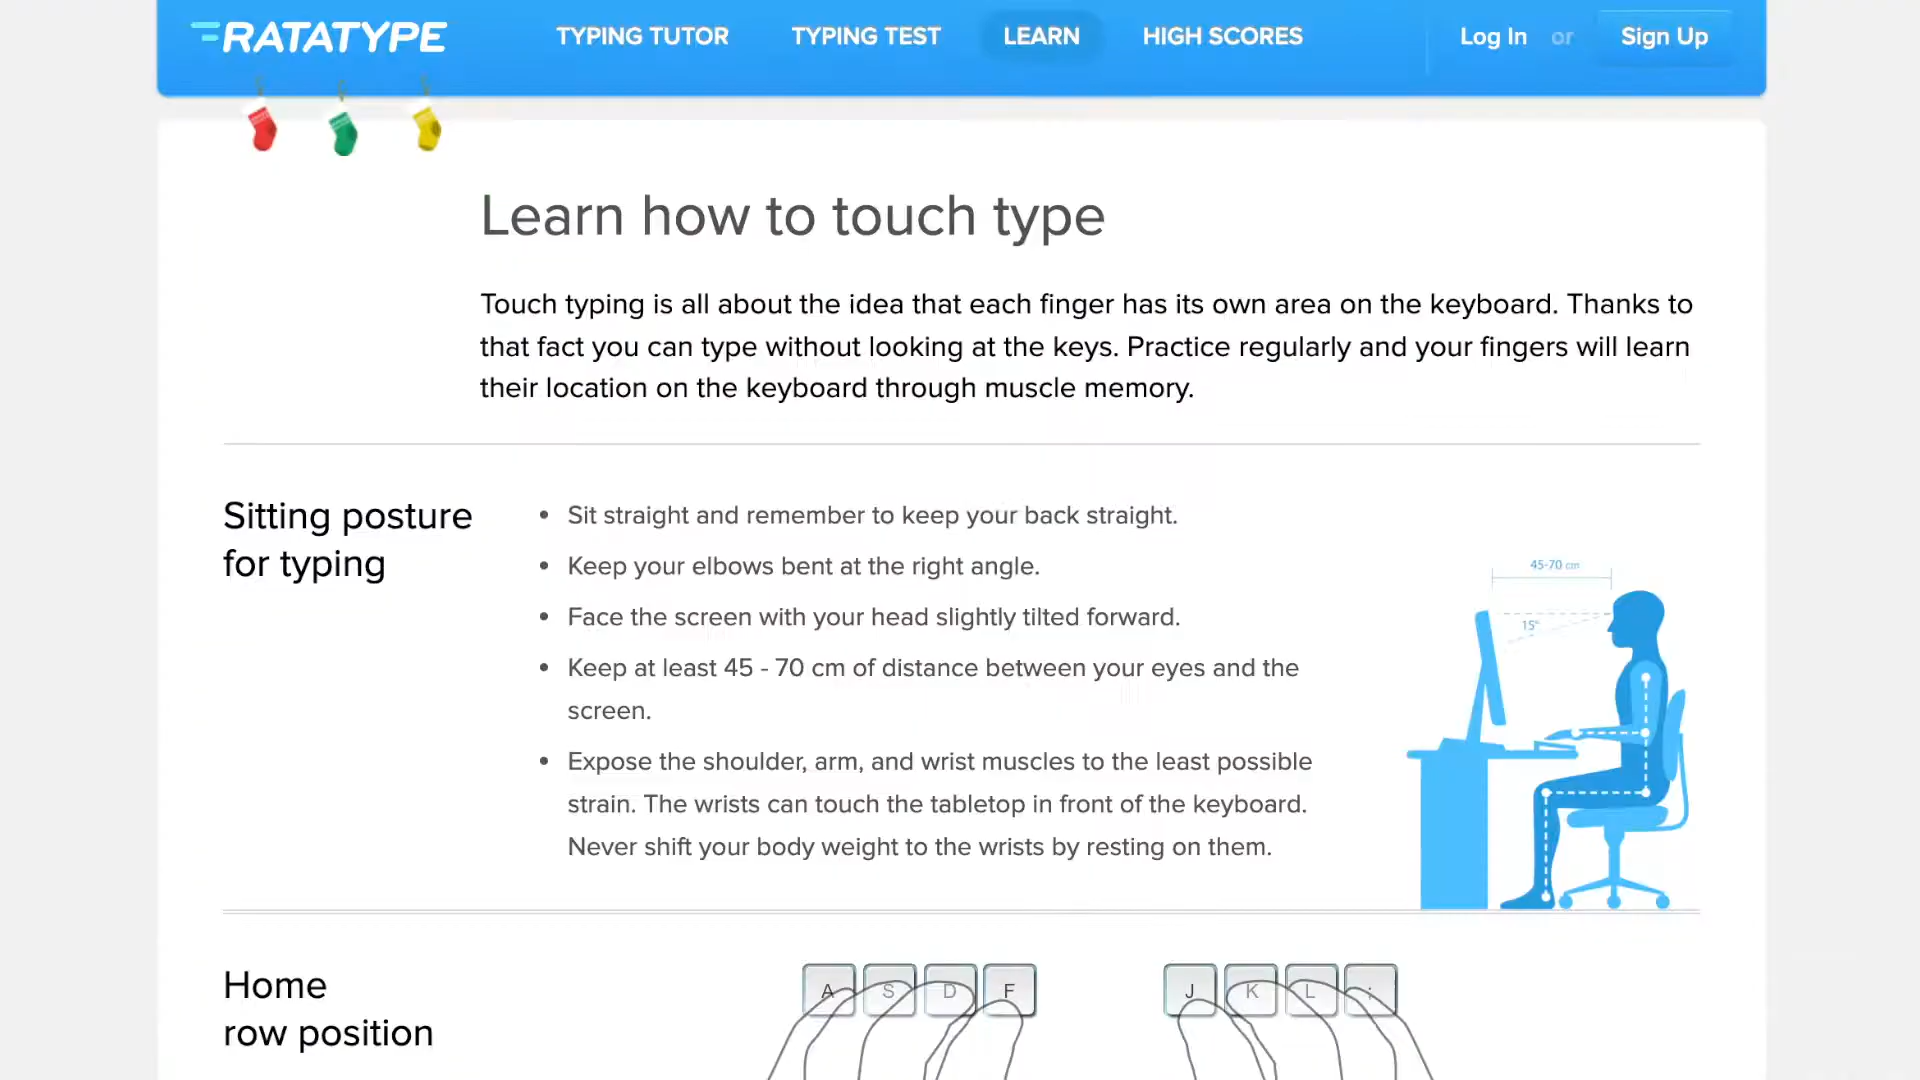 RATATYPE
TYPING TUTOR
TYPING TEST
LEARN
HIGH SCORES
Log In or Sign Up
Learn how to touch type
Touch typing is all about the idea that each finger has its own area on the keyboard. Thanks to
that fact you can type without looking at the keys. Practice regularly and your fingers will learn
their location on the keyboard through muscle memory.
Sitting posture
for typing
• Sit straight and remember to keep your back straight.
• Keep your elbows bent at the right angle.
• Face the screen with your head slightly tilted forward.
• Keep at least 45 - 70 cm of distance between your eyes and the
screen.
• Expose the shoulder, arm, and wrist muscles to the least possible
strain. The wrists can touch the tabletop in front of the keyboard.
Never shift your body weight to the wrists by resting on them.
45-70 cm
15°
Home
row position
A S D F J K L ;